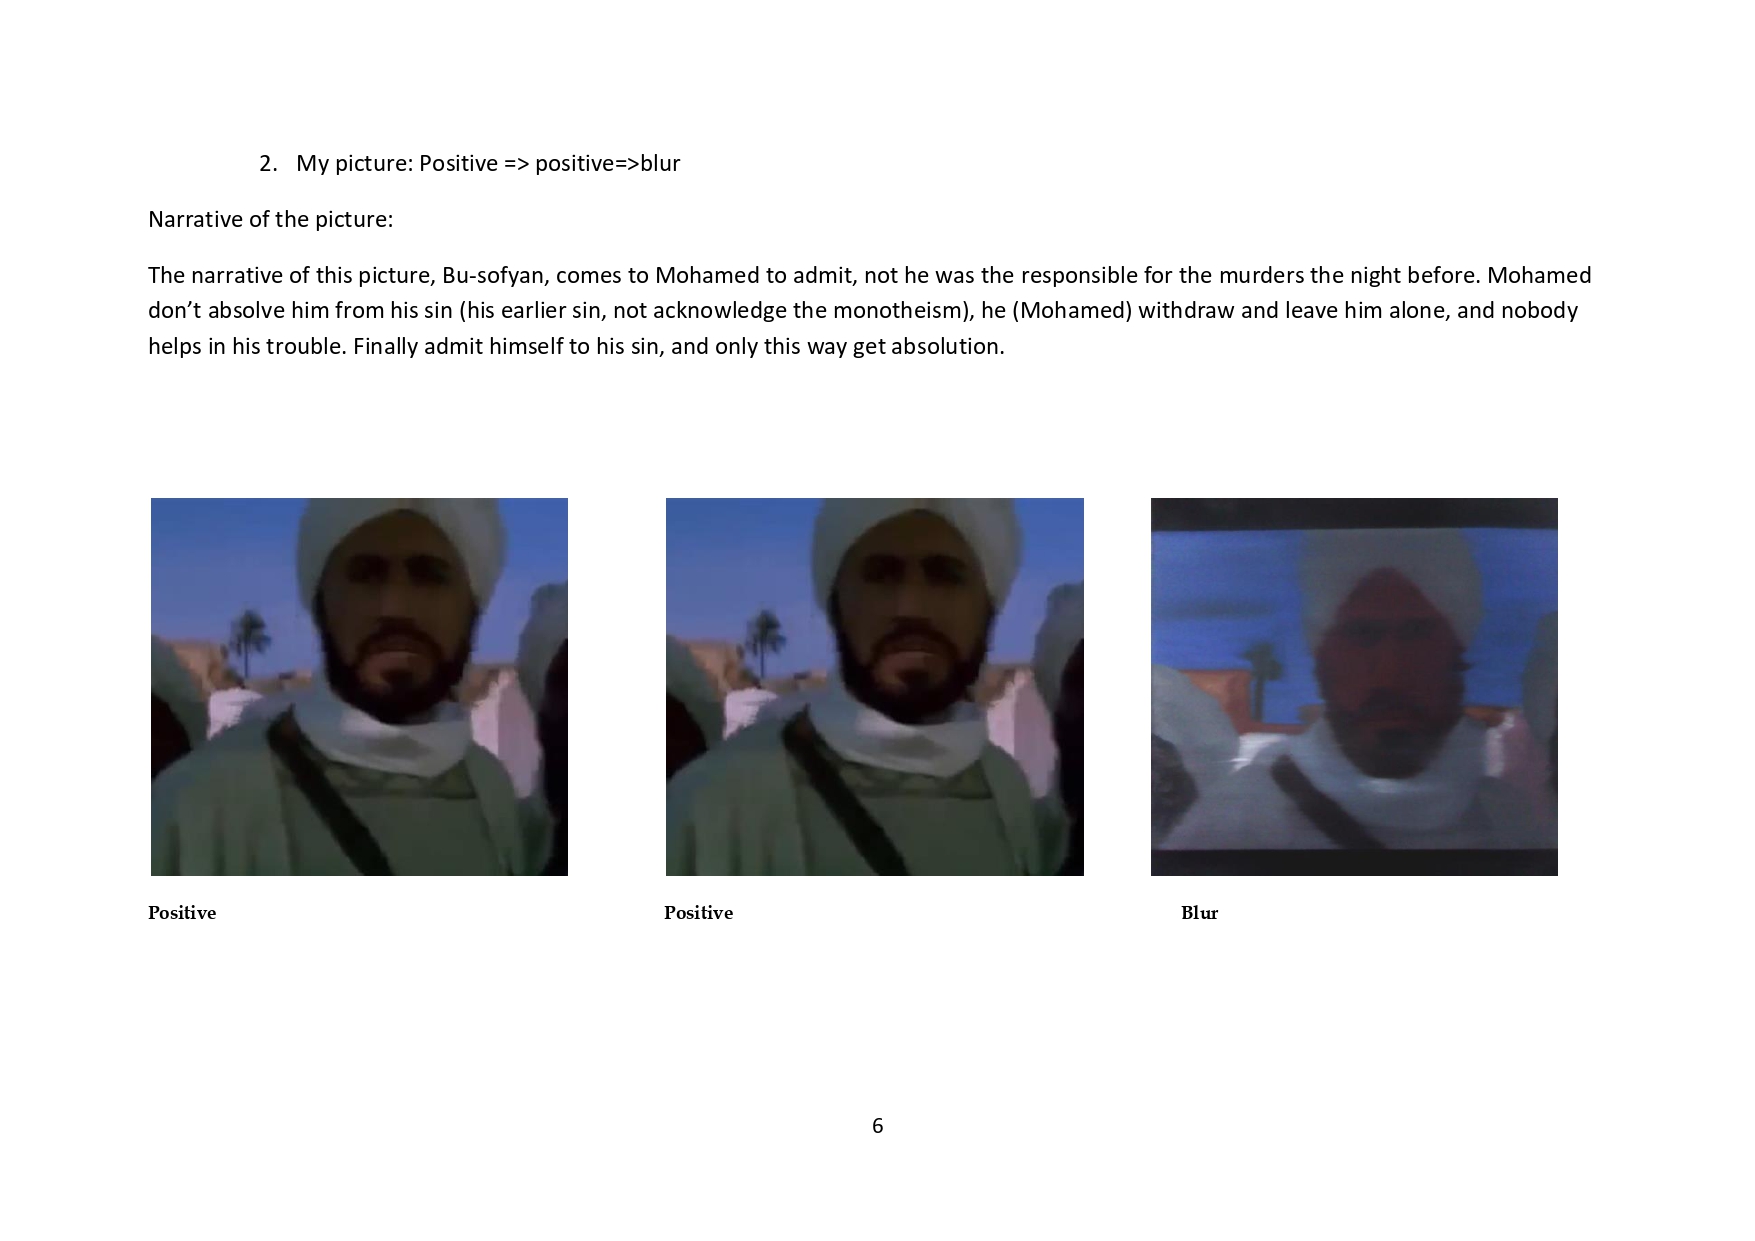 2. My picture: Positive => positive=>blur
Narrative of the picture:
The narrative of this picture, Bu-sofyan, comes to Mohamed to admit, not he was the responsible for the murders the night before. Mohamed
don’t absolve him from his sin (his earlier sin, not acknowledge the monotheism), he (Mohamed) withdraw and leave him alone, and nobody
helps in his trouble. Finally admit himself to his sin, and only this way get absolution.
Positive
Positive
Blur
6